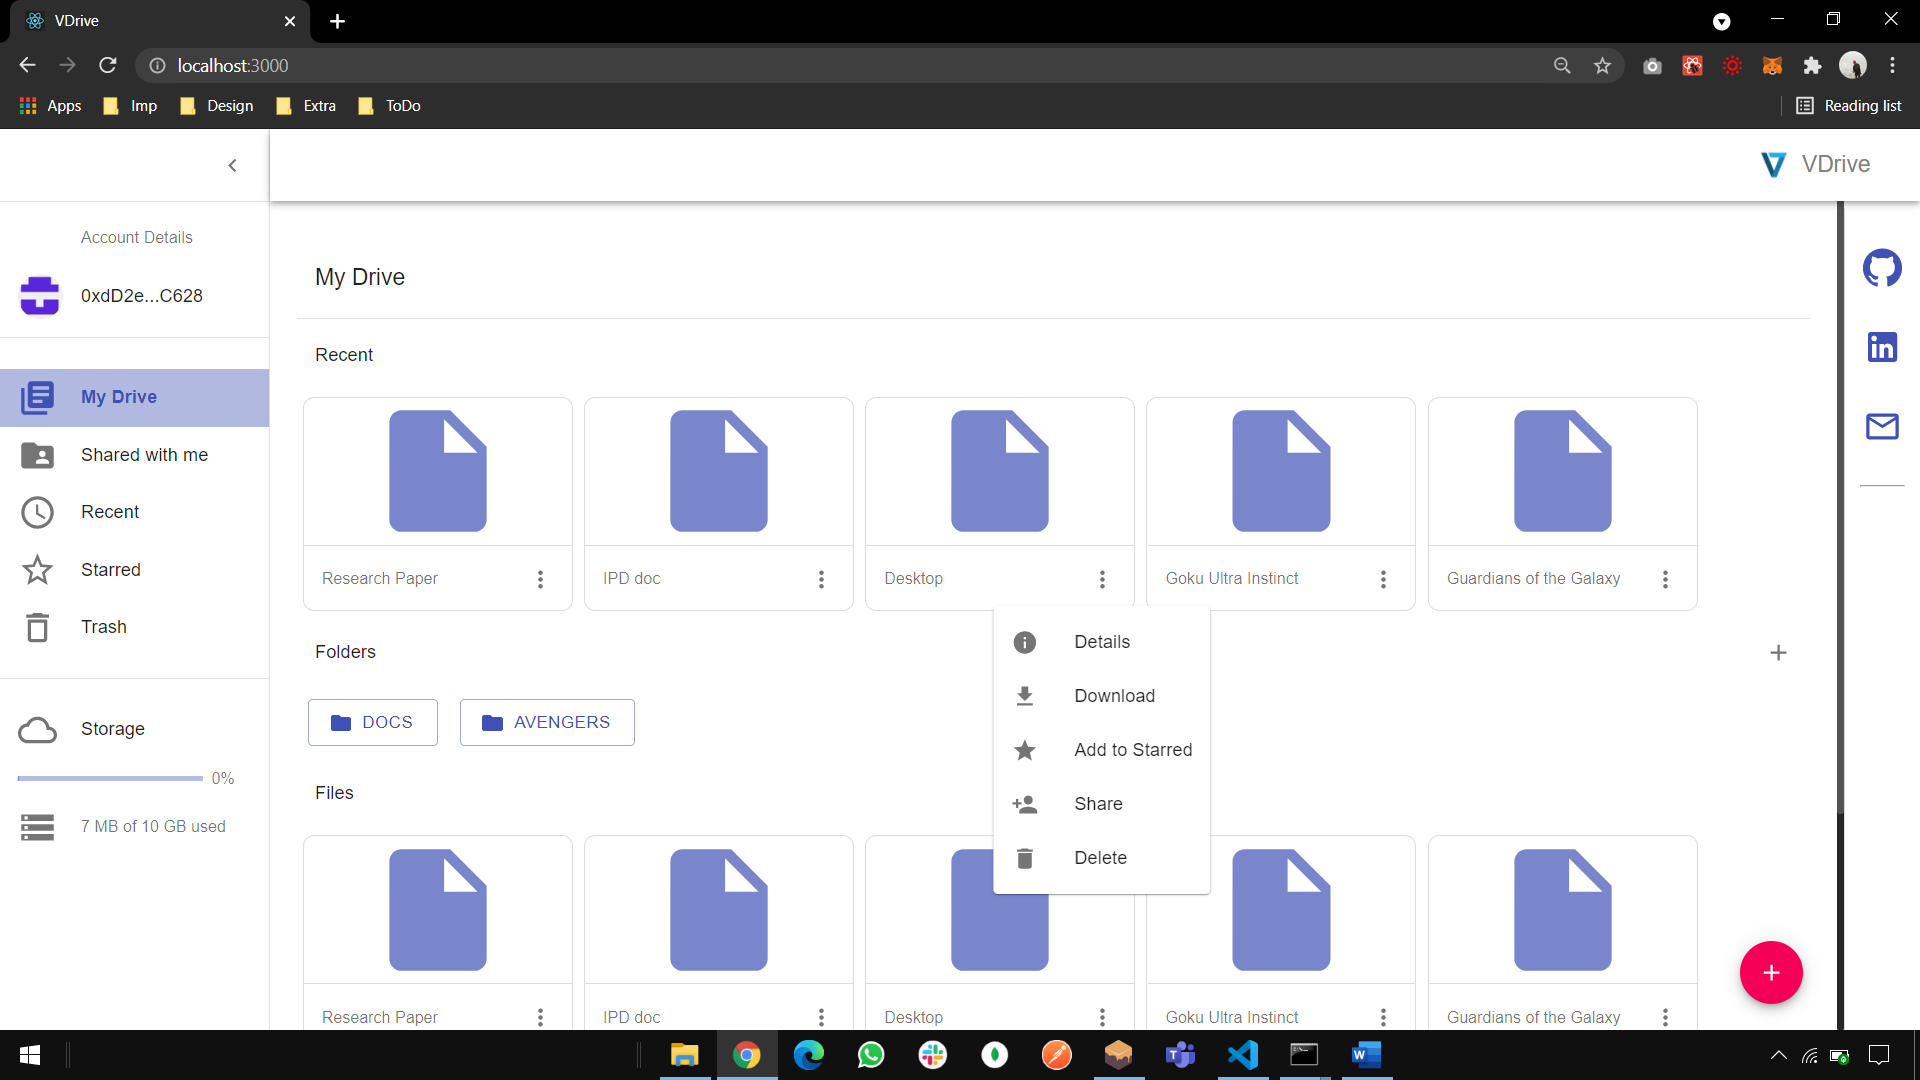 VDrive
localhost:3000
Apps
Imp
Design
Extra
ToDo
Reading list
VDrive
Account Details
0xdD2e...C628
My Drive
Shared with me
Recent
Starred
Trash
Storage
0%
7 MB of 10 GB used
My Drive
Recent
Research Paper
IPD doc
Desktop
Goku Ultra Instinct
Guardians of the Galaxy
Details
Download
Add to Starred
Share
Delete
Folders
DOCS
AVENGERS
Files
Research Paper
IPD doc
Desktop
Goku Ultra Instinct
Guardians of the Galaxy